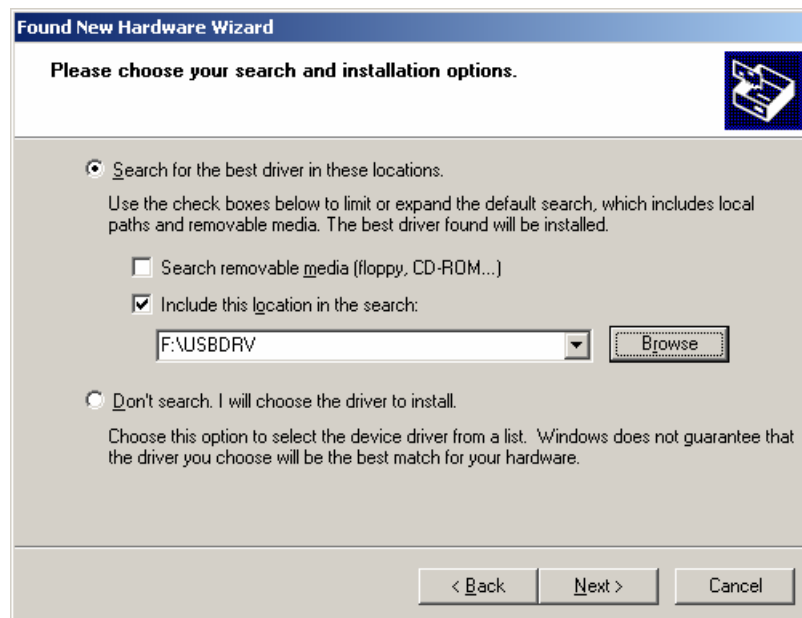 Found New Hardware Wizard
Please choose your search and installation options.
Search for the best driver in these locations.
Use the check boxes below to limit or expand the default search, which includes local
paths and removable media. The best driver found will be installed.
Search removable media (floppy, CD-ROM...)
Include this location in the search:
F:\USBDRV
Browse
Don't search. I will choose the driver to install.
Choose this option to select the device driver from a list. Windows does not guarantee that
the driver you choose will be the best match for your hardware.
< Back Next > Cancel